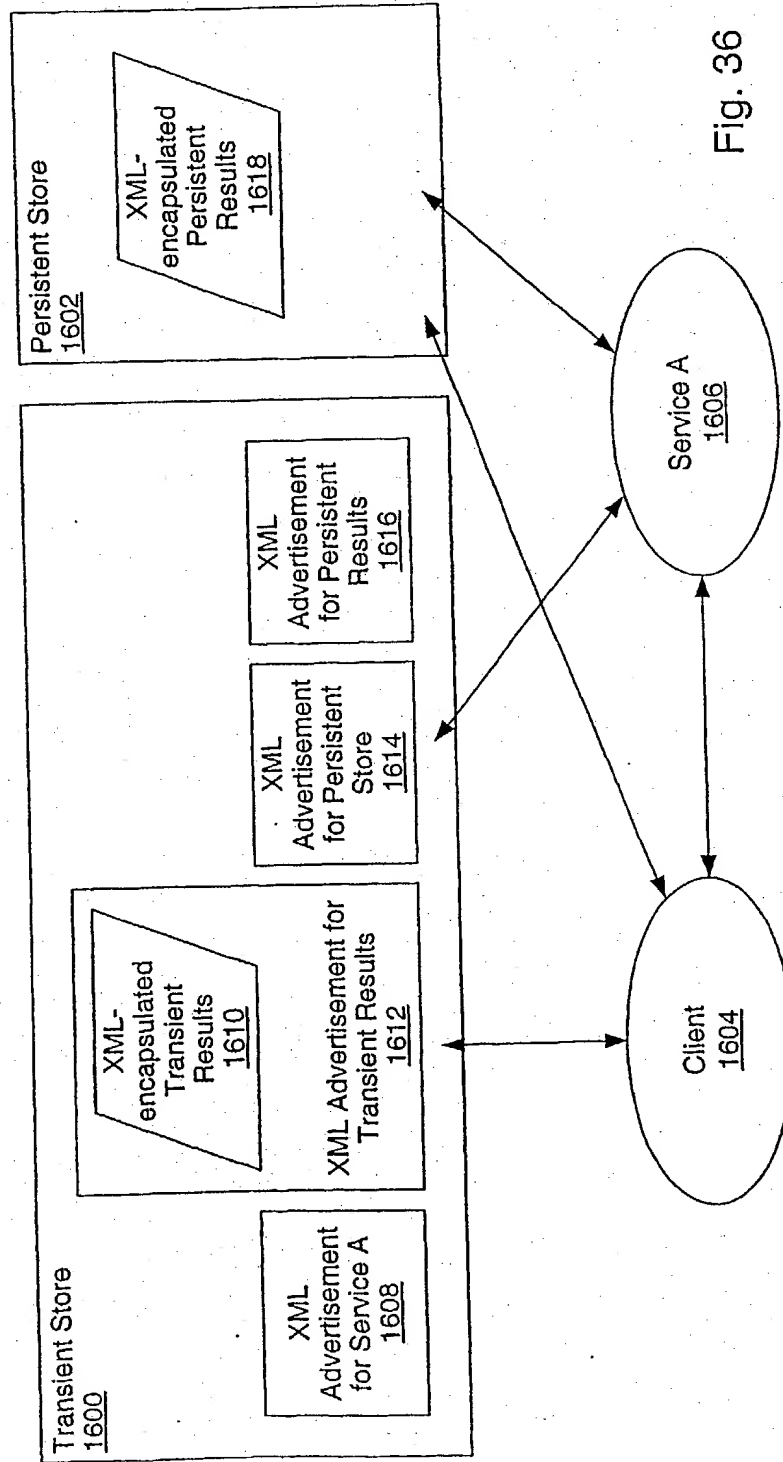 Transient Store
1600
XML
Advertisement
for Service A
1608
XML-
encapsulated
Transient
Results
1610
XML Advertisement for
Transient Results
1612
XML
Advertisement
for Persistent
Store
1614
XML
Advertisement
for Persistent
Results
1616
Persistent Store
1602
XML-
encapsulated
Persistent
Results
1618
Client
1604
Service A
1606
Fig. 36